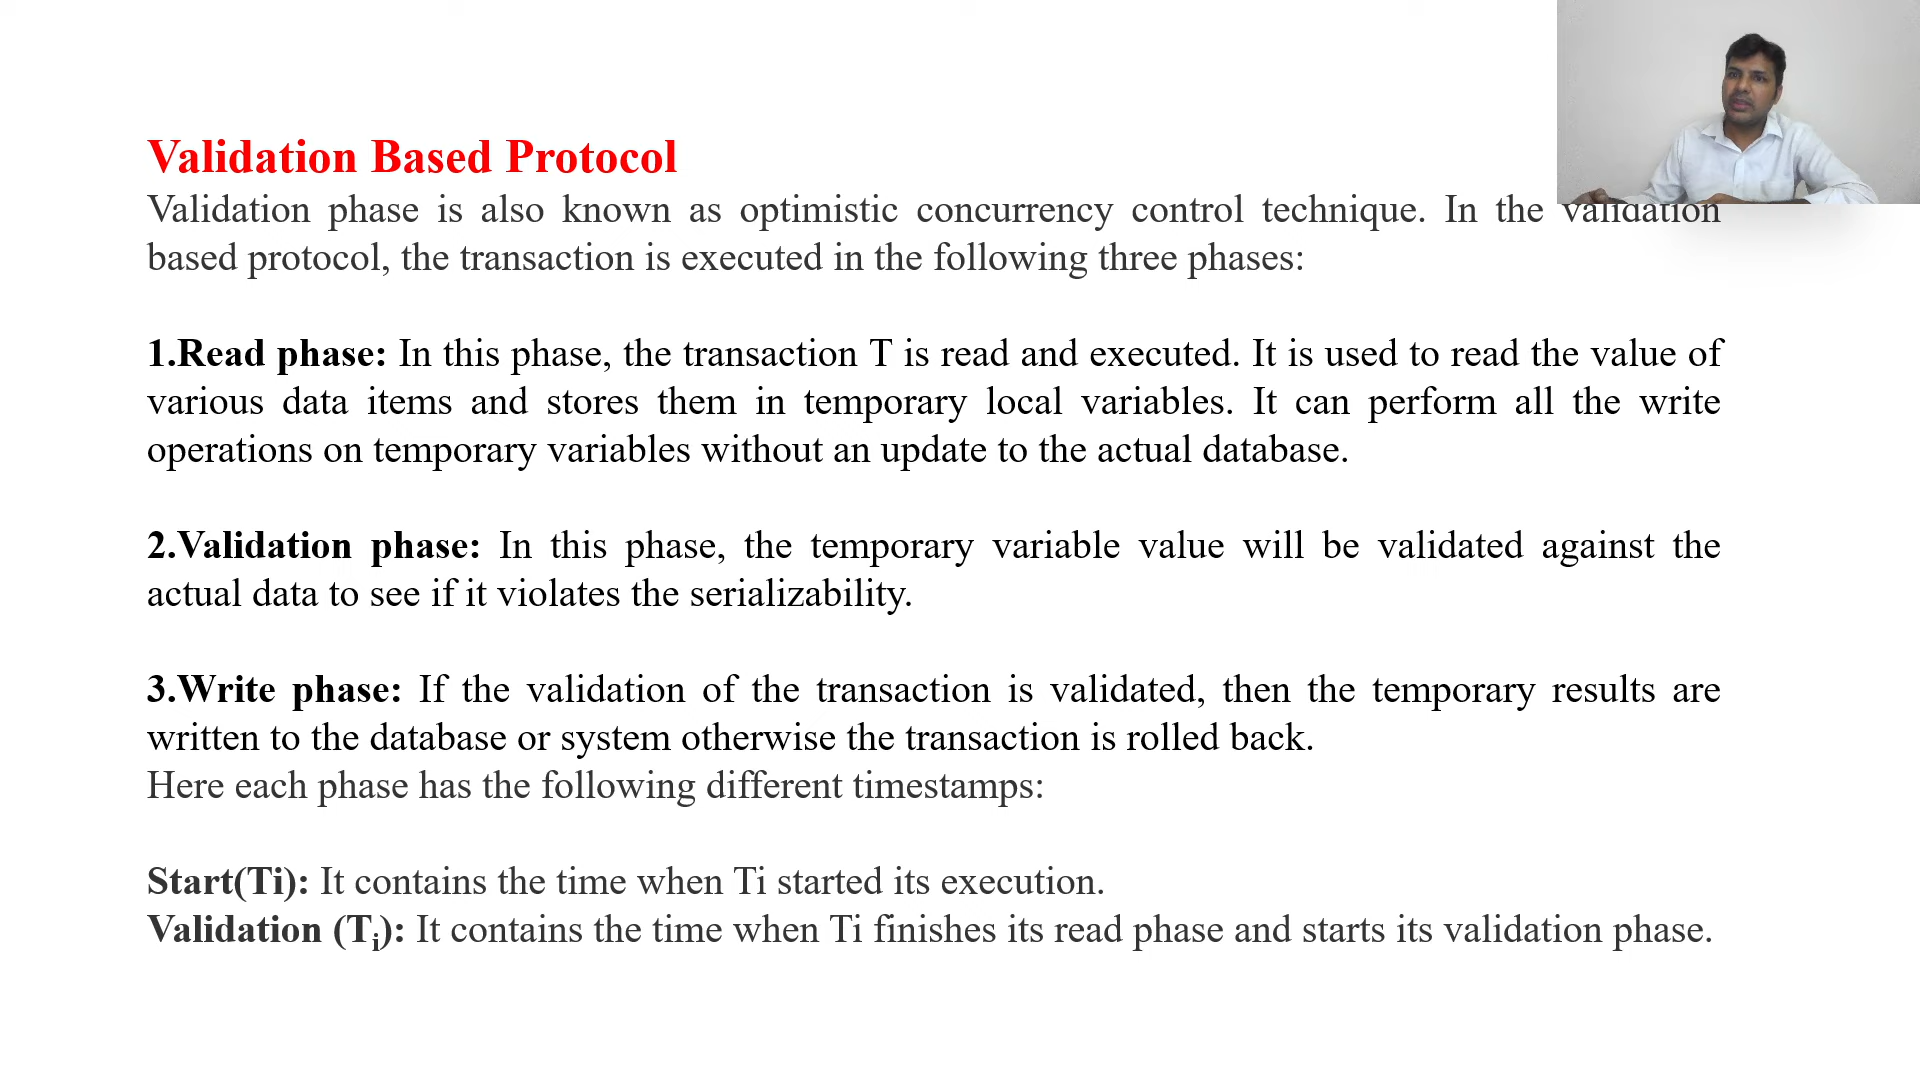 Validation Based Protocol
Validation phase is also known as optimistic concurrency control technique. In the validation
based protocol, the transaction is executed in the following three phases:
1.Read phase: In this phase, the transaction T is read and executed. It is used to read the value of
various data items and stores them in temporary local variables. It can perform all the write
operations on temporary variables without an update to the actual database.
2.Validation phase: In this phase, the temporary variable value will be validated against the
actual data to see if it violates the serializability.
3.Write phase: If the validation of the transaction is validated, then the temporary results are
written to the database or system otherwise the transaction is rolled back.
Here each phase has the following different timestamps:
Start(Ti): It contains the time when Ti started its execution.
Validation (Ti): It contains the time when Ti finishes its read phase and starts its validation phase.